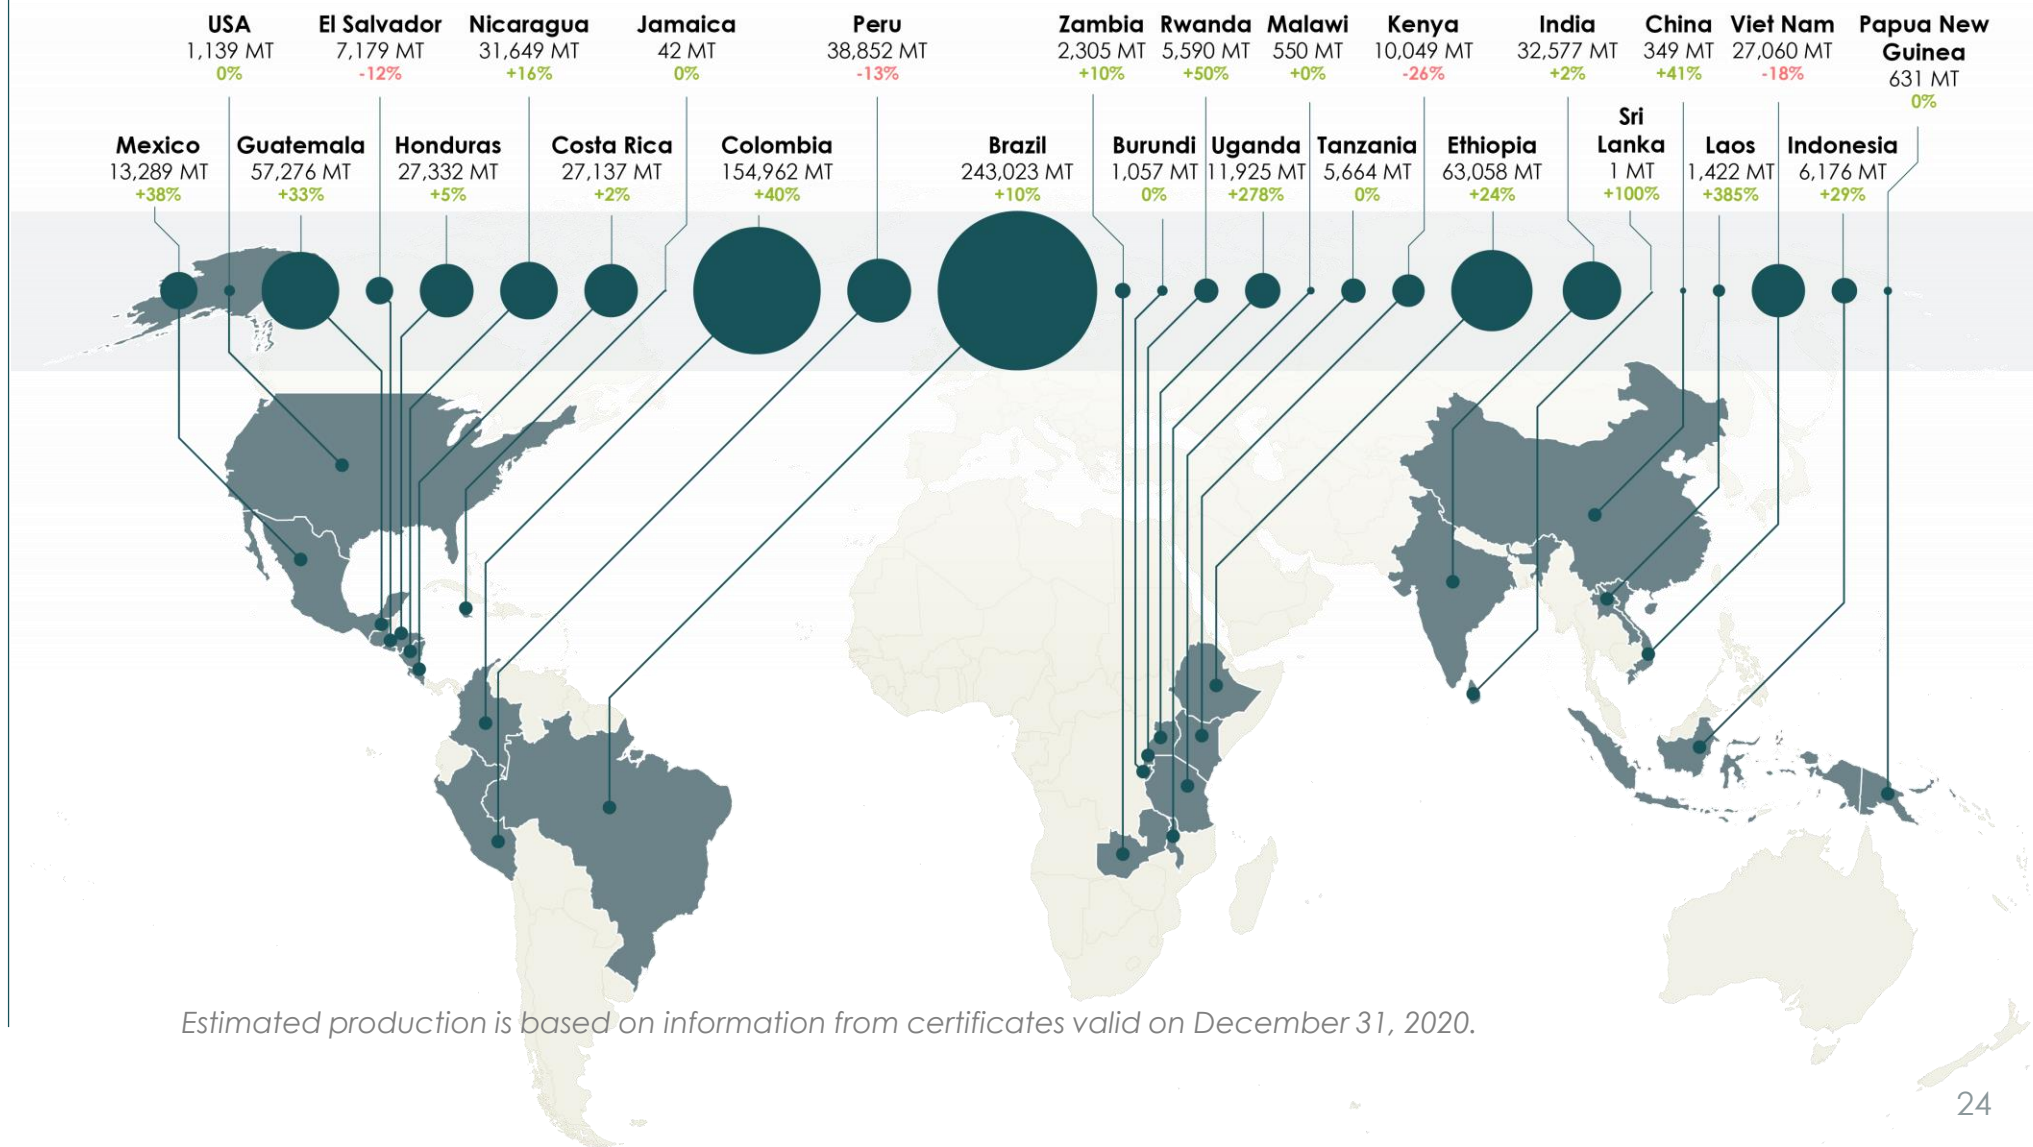 USA
1,139 MT
0%
El Salvador
7,179 MT
-12%
Nicaragua
31,649 MT
+16%
Jamaica
42 MT
0%
Peru
38,852 MT
-13%
Zambia
2,305 MT
+10%
Rwanda
5,590 MT
+50%
Malawi
550 MT
+0%
Kenya
10,049 MT
-26%
India
32,577 MT
+2%
China
349 MT
+41%
Viet Nam
27,060 MT
-18%
Papua New
Guinea
631 MT
0%
Mexico
13,289 MT
+38%
Guatemala
57,276 MT
+33%
Honduras
27,332 MT
+5%
Costa Rica
27,137 MT
+2%
Colombia
154,962 MT
+40%
Brazil
243,023 MT
+10%
Burundi
1,057 MT
0%
Uganda
11,925 MT
+278%
Tanzania
5,664 MT
0%
Ethiopia
63,058 MT
+24%
Sri
Lanka
1 MT
+100%
Laos
1,422 MT
+385%
Indonesia
6,176 MT
+29%
Estimated production is based on information from certificates valid on December 31, 2020.
24